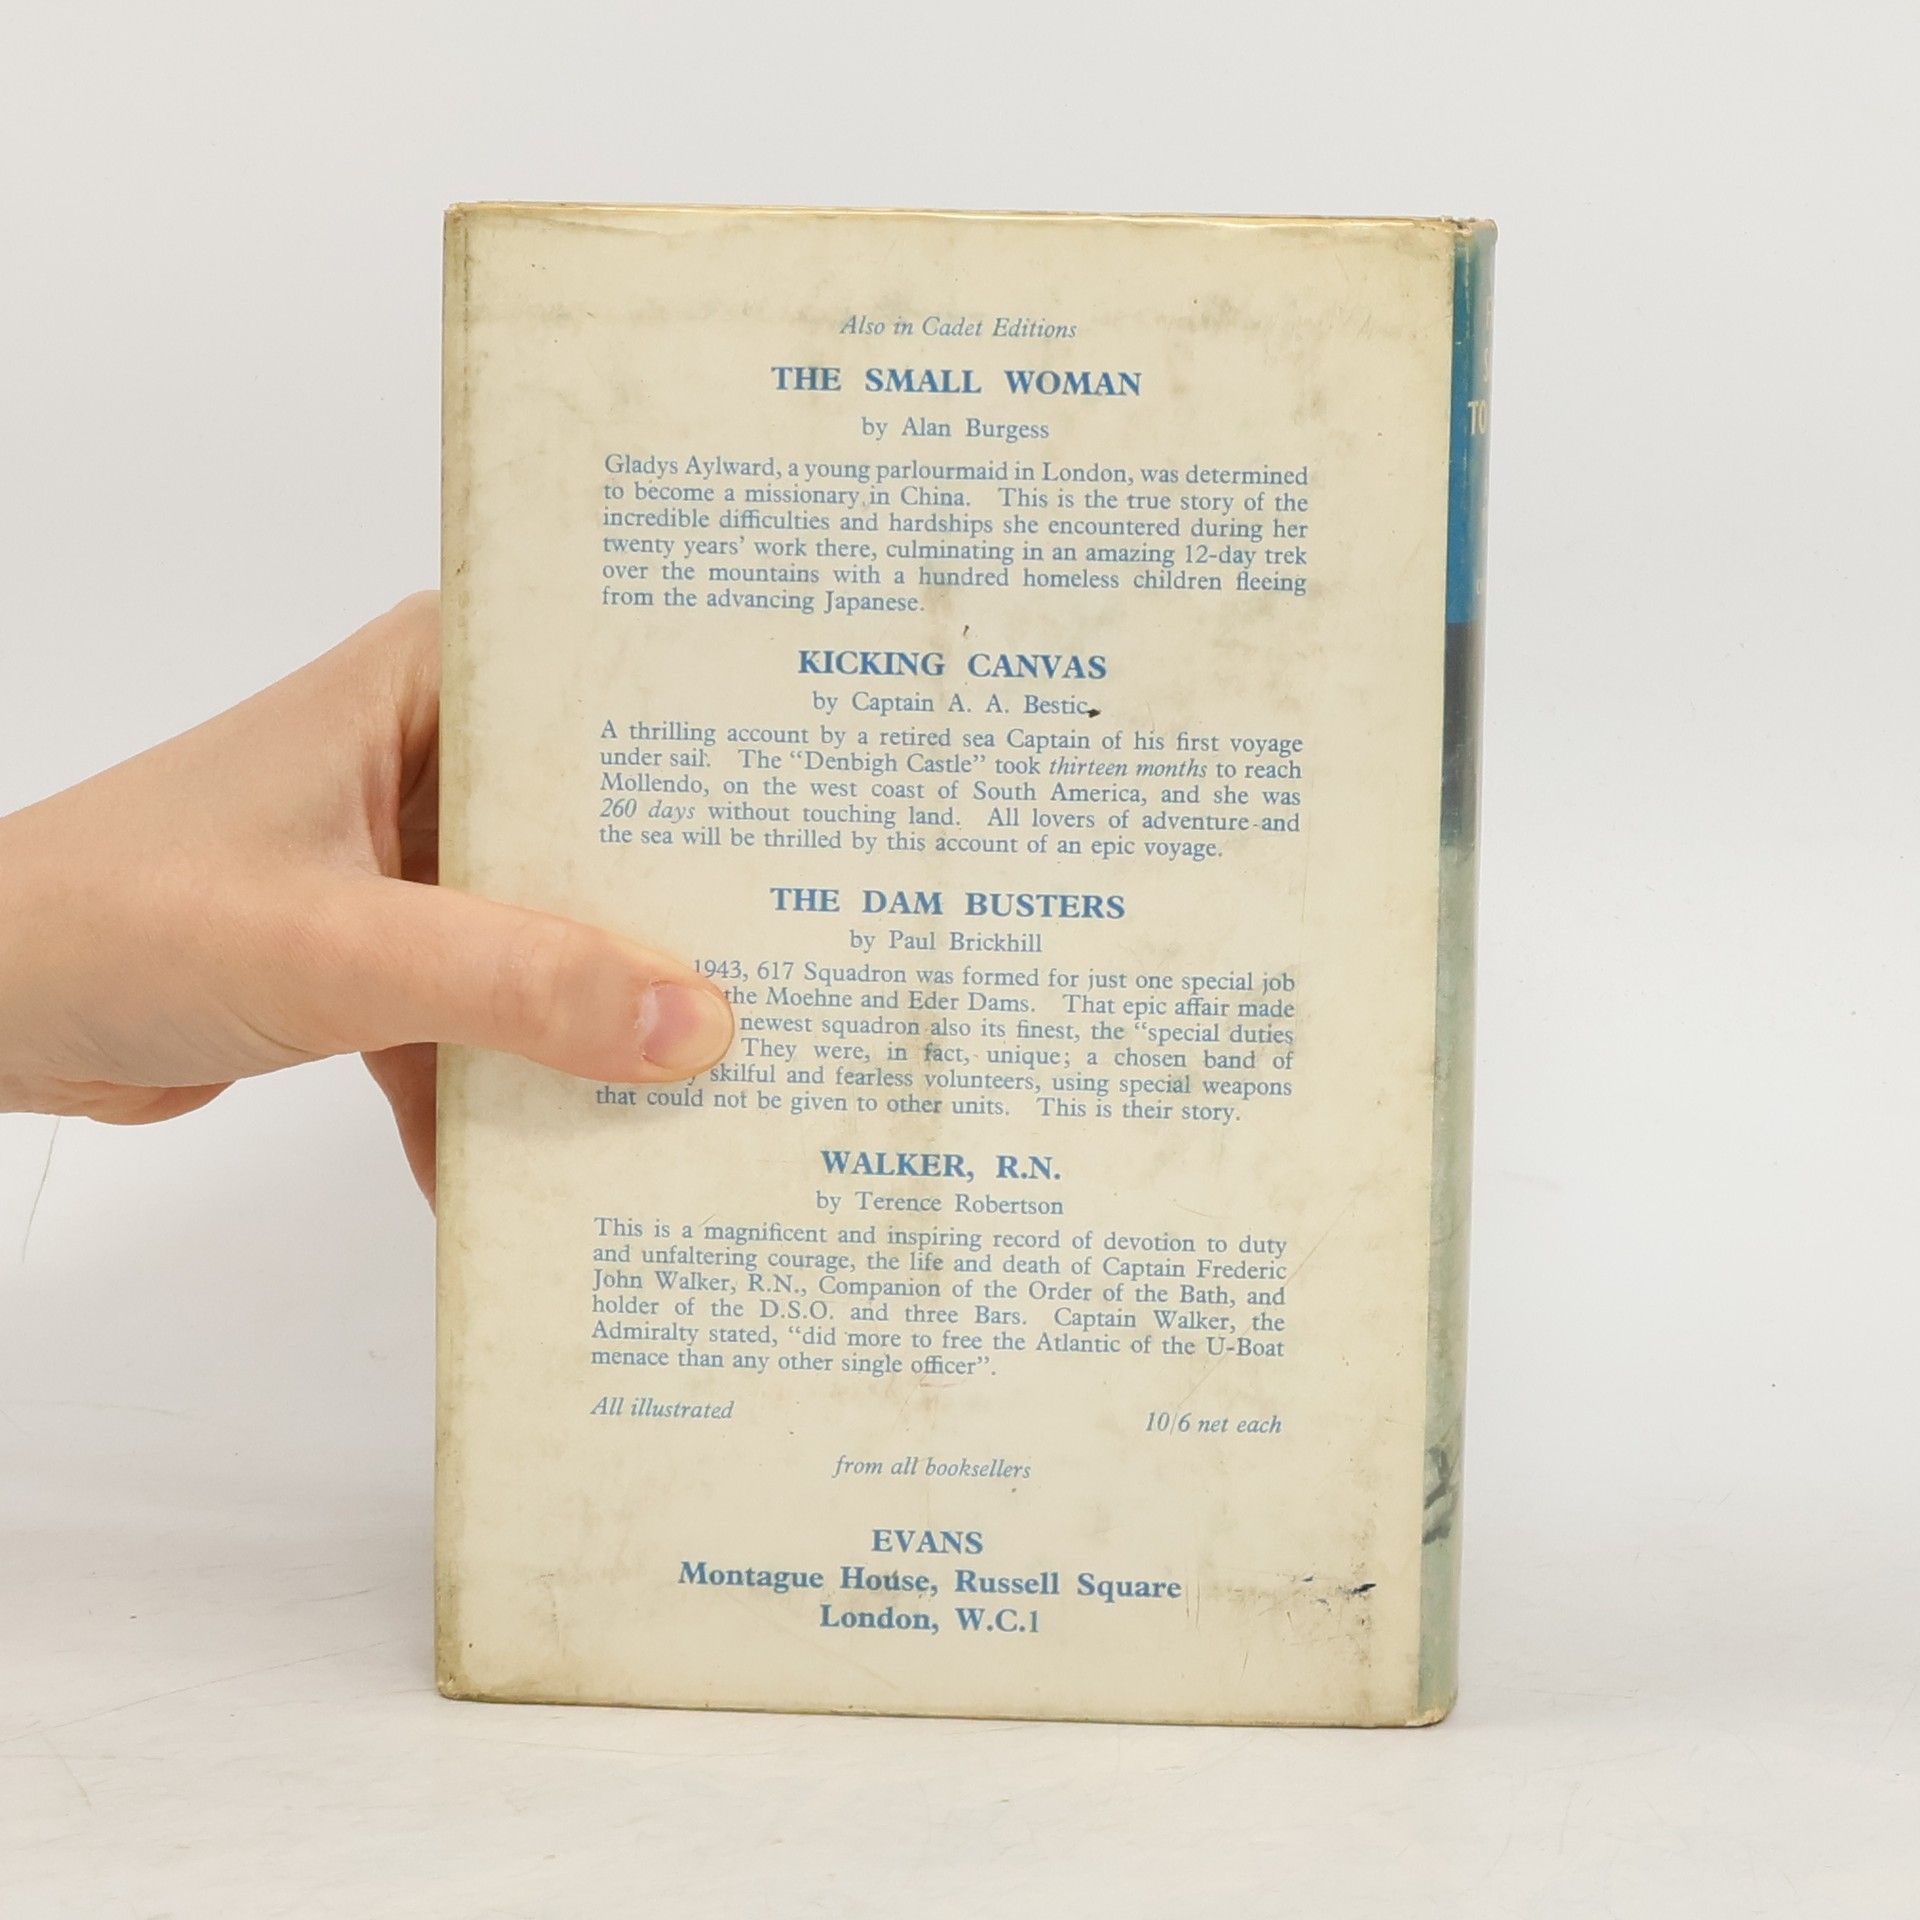 Also in Cadet Editions
THE SMALL WOMAN
by Alan Burgess
Gladys Aylward, a young parlourmaid in London, was determined
to become a missionary in China. This is the true story of the
incredible difficulties and hardships she encountered during her
twenty years' work there, culminating in an amazing 12-day trek
over the mountains with a hundred homeless children fleeing
from the advancing Japanese.
KICKING CANVAS
by Captain A. A. Bestic
A thrilling account by a retired sea Captain of his first voyage
under sail. The "Denbigh Castle" took thirteen months to reach
Mollendo, on the west coast of South America, and she was
260 days without touching land. All lovers of adventure and
the sea will be thrilled by this account of an epic voyage.
THE DAM BUSTERS
by Paul Brickhill
1943, 617 Squadron was formed for just one special job
the Moehne and Eder Dams. That epic affair made
newest squadron also its finest, the "special duties
They were, in fact, unique; a chosen band of
skilful and fearless volunteers, using special weapons
that could not be given to other units. This is their story.
WALKER, R.N.
by Terence Robertson
This is a magnificent and inspiring record of devotion to duty
and unfaltering courage, the life and death of Captain Frederic
John Walker, R.N., Companion of the Order of the Bath, and
holder of the D.S.O. and three Bars. Captain Walker, the
Admiralty stated, "did more to free the Atlantic of the U-Boat
menace than any other single officer".
All illustrated
10/6 net each
from all booksellers
EVANS
Montague House, Russell Square
London, W.C.1
TO